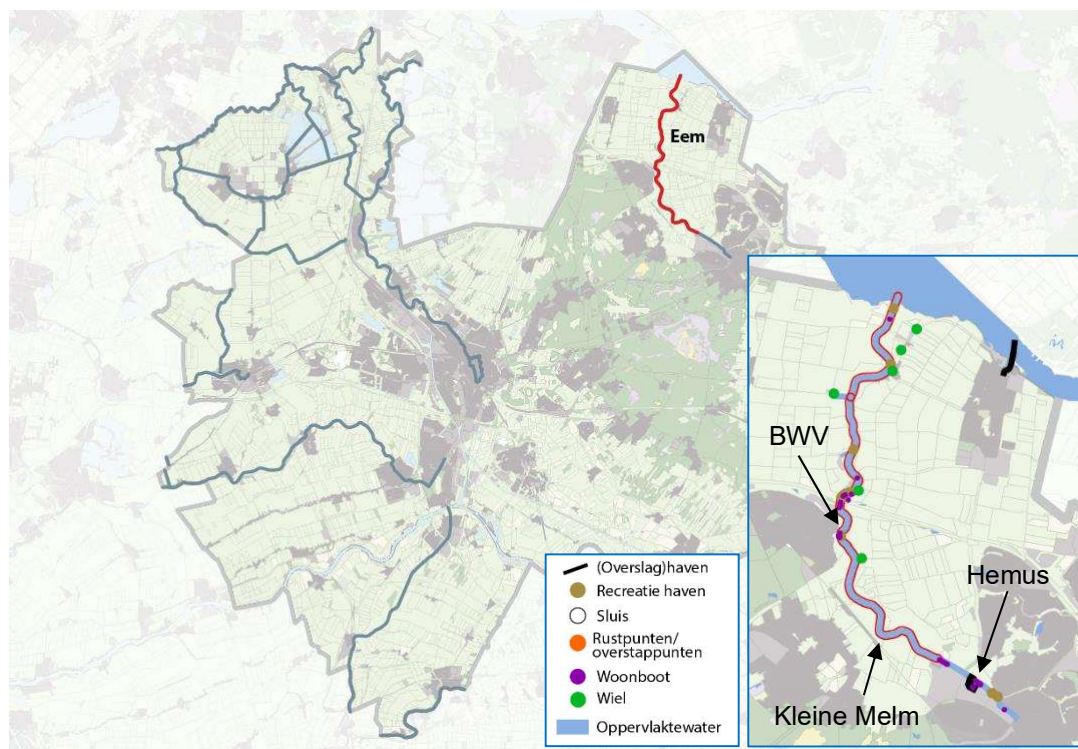 Eem
BWV
Hemus
Kleine Melm
(Overslag)haven
Recreatie haven
Sluis
Rustpunten/
overstappunten
Woonboot
Wiel
Oppervlaktewater